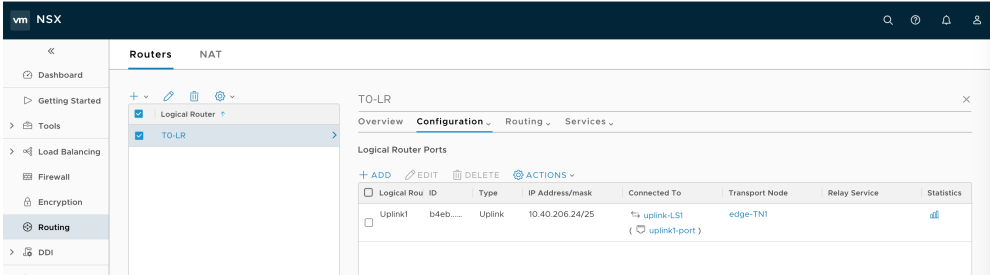 vm NSX
Routers NAT
Dashboard
Getting Started
Tools
Load Balancing
Firewall
Encryption
Routing
DDI
Logical Router
T0-LR
T0-LR
Overview Configuration Routing Services
Logical Router Ports
+ ADD EDIT DELETE ACTIONS
Logical Rou ID Type IP Address/mask Connected To Transport Node Relay Service Statistics
Uplink1 b4eb...... Uplink 10.40.206.24/25 uplink-LS1 edge-TN1
( uplink1-port )